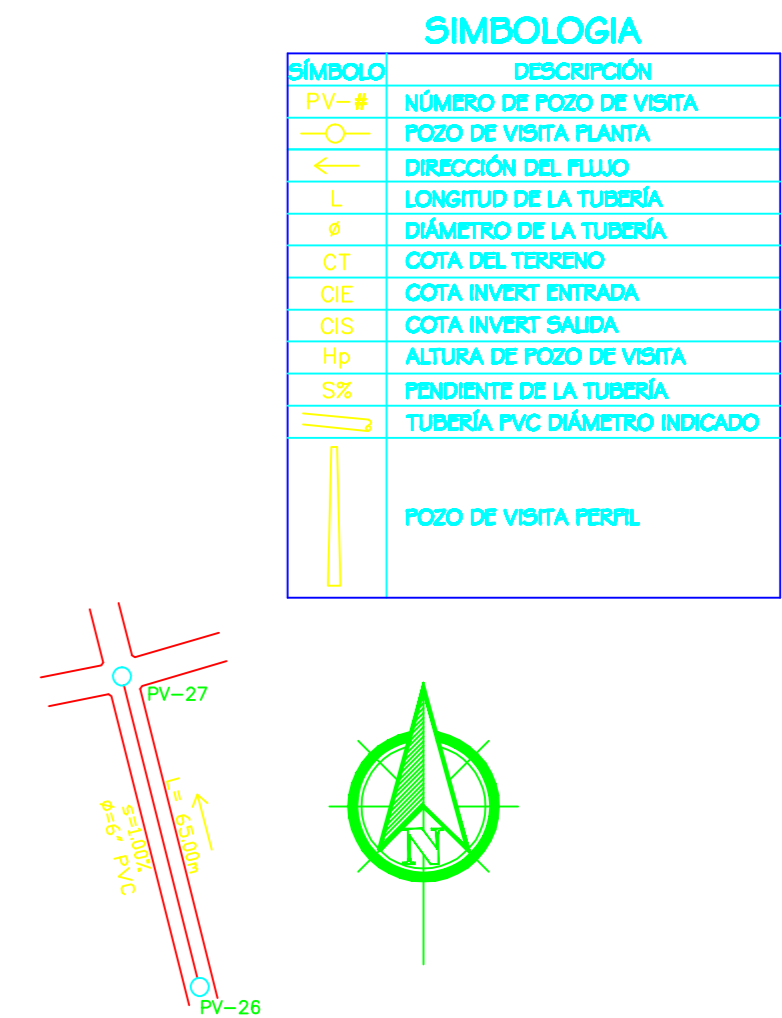 SIMBOLOGIA
SÍMBOLO DESCRIPCIÓN
PV-# NÚMERO DE POZO DE VISITA
POZO DE VISITA PLANTA
DIRECCIÓN DEL FLUJO
L LONGITUD DE LA TUBERÍA
ø DIÁMETRO DE LA TUBERÍA
CT COTA DEL TERRENO
CIE COTA INVERT ENTRADA
CIS COTA INVERT SALIDA
Hp ALTURA DE POZO DE VISITA
S% PENDIENTE DE LA TUBERÍA
TUBERÍA PVC DIÁMETRO INDICADO
POZO DE VISITA PERFIL
PV-27
L= 65.00m
s=1.00%
ø=6" PVC
N
PV-26